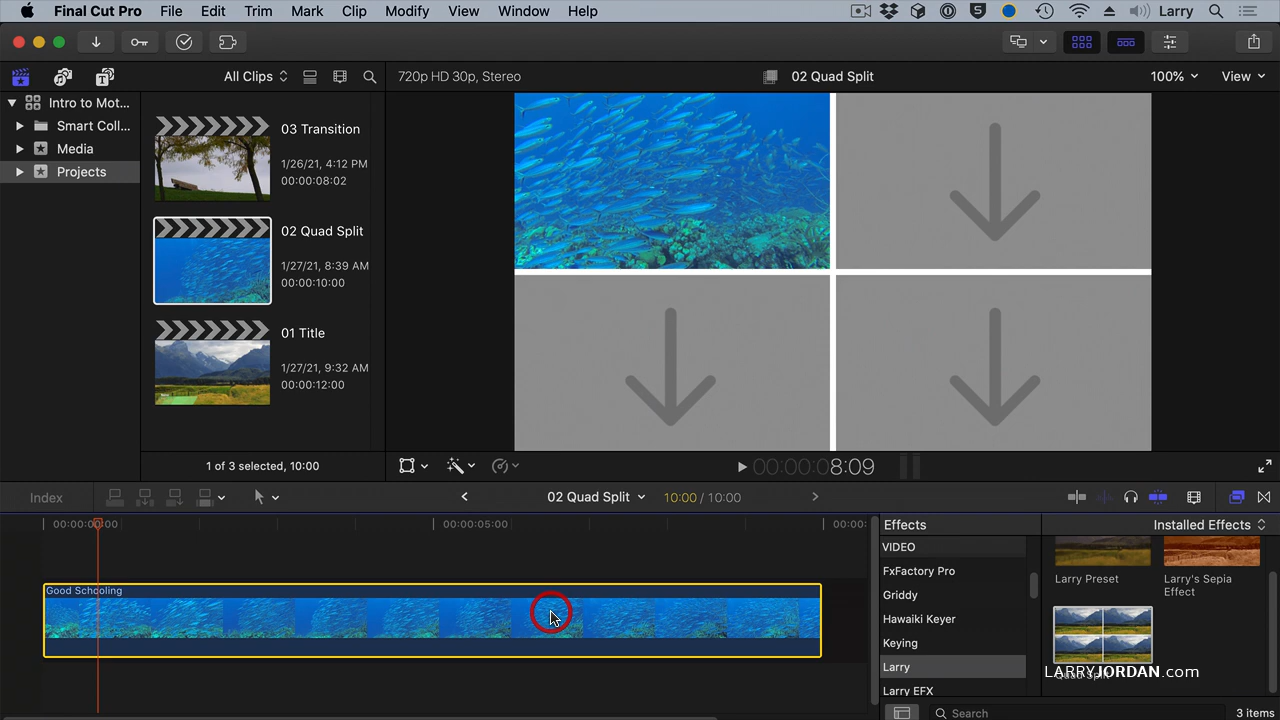 Final Cut Pro File Edit Trim Mark Clip Modify View Window Help Larry
All Clips 720p HD 30p, Stereo 02 Quad Split 100% View
Intro to Mot...
Smart Coll...
Media
Projects
03 Transition
1/26/21, 4:12 PM
00:00:08:02
02 Quad Split
1/27/21, 8:39 AM
00:00:10:00
01 Title
1/27/21, 9:32 AM
00:00:12:00
1 of 3 selected, 10:00
00:00:08:09
Index
02 Quad Split 10:00 / 10:00
00:00:05:00 00:00:
Good Schooling
Effects Installed Effects
VIDEO
FxFactory Pro
Griddy
Hawaiki Keyer
Keying
Larry
Larry EFX
Larry Preset
Larry's Sepia
Effect
Quad Split
LARRYJORDAN.com
Search 3 items